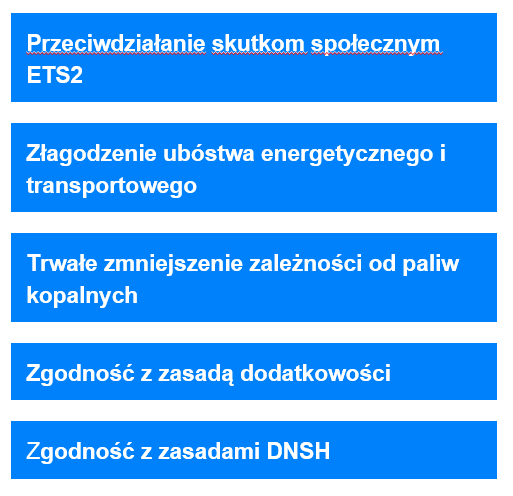 Przeciwdziałanie skutkom społecznym
ETS2
Złagodzenie ubóstwa energetycznego i
transportowego
Trwałe zmniejszenie zależności od paliw
kopalnych
Zgodność z zasadą dodatkowości
Zgodność z zasadami DNSH